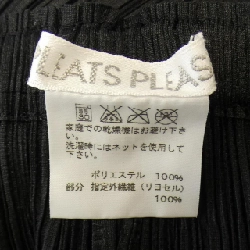 LEATS PLEAS
家庭での乾燥機はお避け下さ
い。
洗濯時にはネットを使用して下
さい。
ポリエステル 100%
部分 指定外繊維(リヨセル)
100%